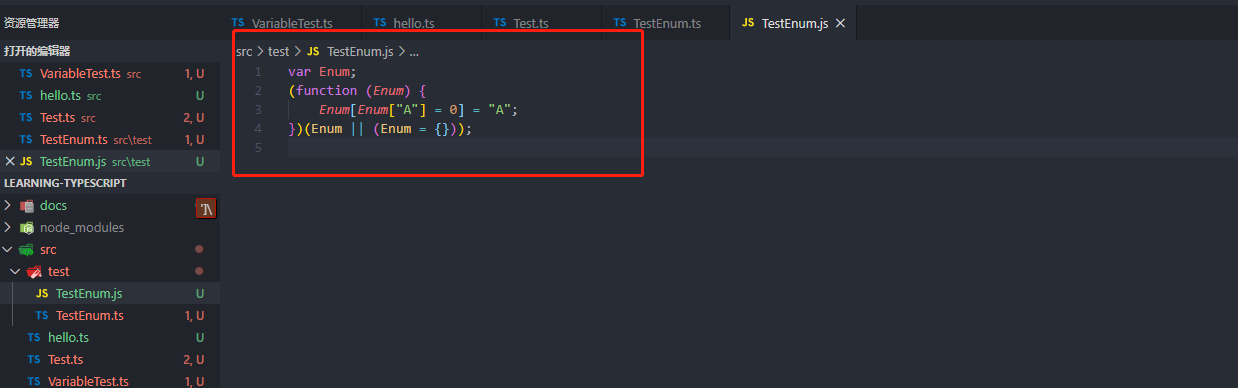 资源管理器
TS VariableTest.ts TS hello.ts TS Test.ts TS TestEnum.ts JS TestEnum.js ×
打开的编辑器
TS VariableTest.ts src 1, U
TS hello.ts src U
TS Test.ts src 2, U
TS TestEnum.ts src\test 1, U
× JS TestEnum.js src\test U
LEARNING-TYPESCRIPT
> docs
> node_modules
src
test
JS TestEnum.js U
TS TestEnum.ts 1, U
TS hello.ts U
TS Test.ts 2, U
TS VariableTest.ts 1, U
src > test > JS TestEnum.js > ...
1 var Enum;
2 (function (Enum) {
3     Enum[Enum["A"] = 0] = "A";
4 })(Enum || (Enum = {}));
5